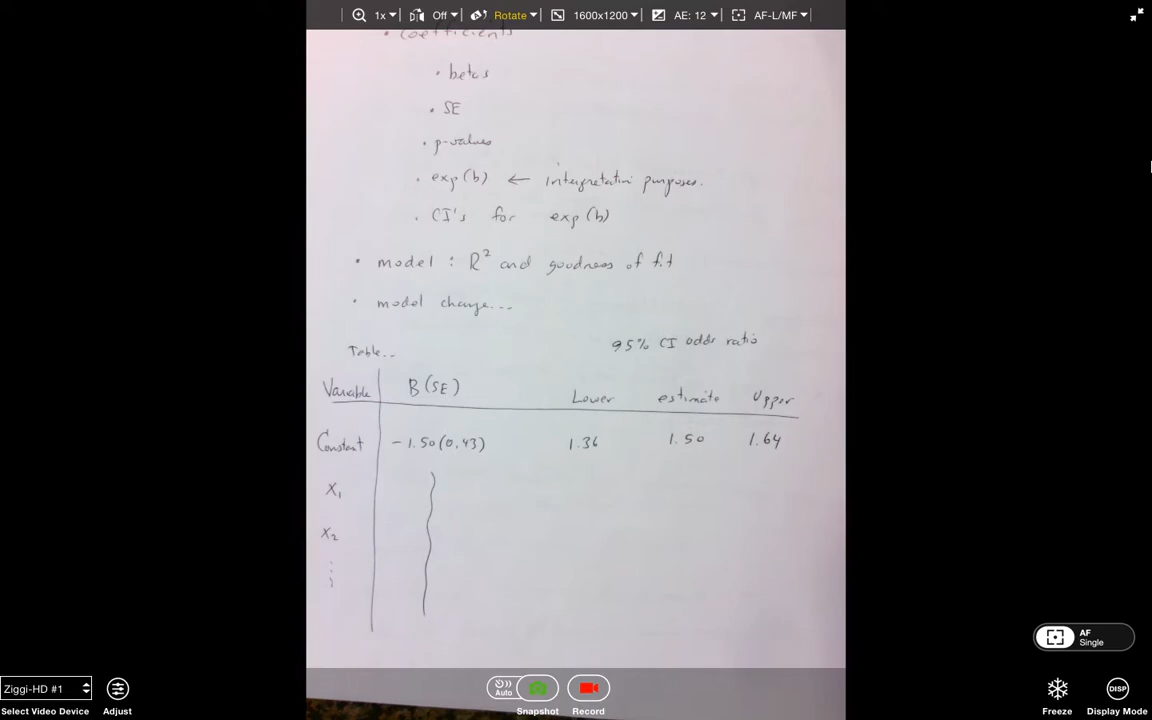 1x Off Rotate 1600x1200 AE: 12 AF-L/MF
• Coefficients
• betas
• SE
• p-values
• exp(b) ← interpretation purposes.
• CI's for exp(b)
• model : R² and goodness of fit
• model change...
95% CI odds ratio
Table...
Variable B (SE) Lower estimate Upper
Constant -1.50 (0.43) 1.36 1.50 1.64
X₁
X₂
⋮
AF
Single
Ziggi-HD #1
Auto
Select Video Device Adjust Snapshot Record Freeze Display Mode
DISP